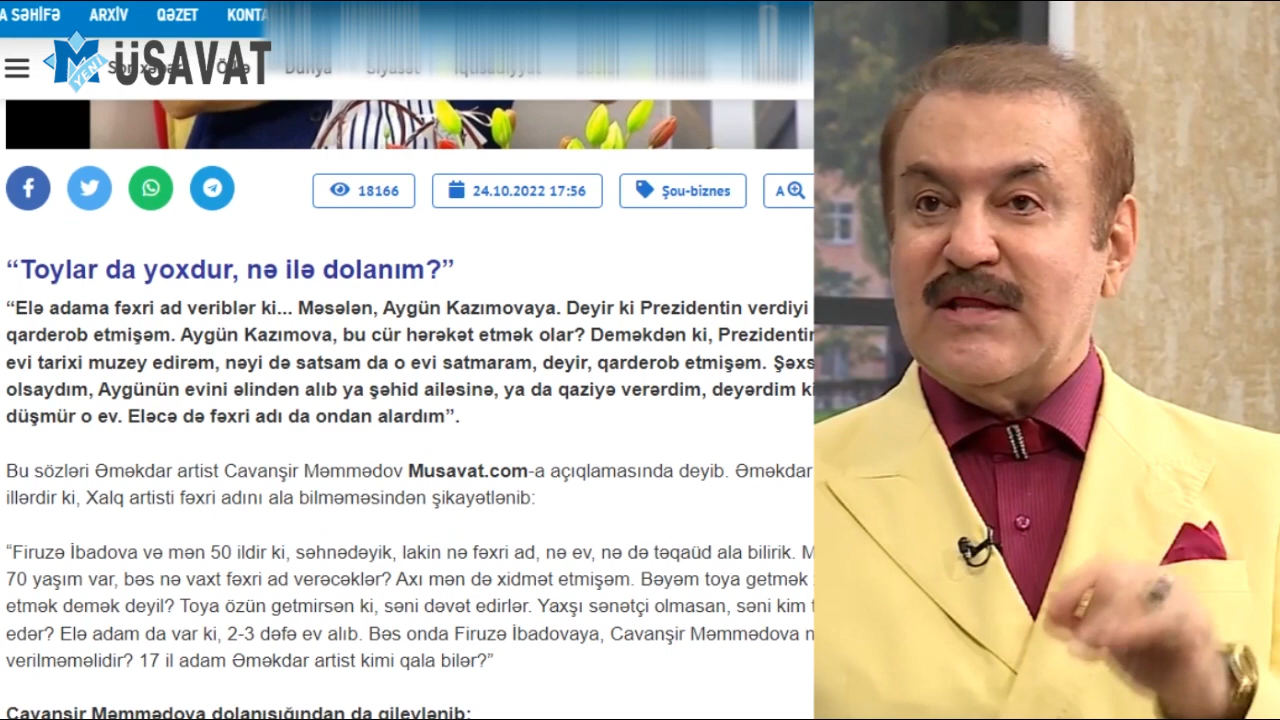 A SƏHİFƏ ARXİV QƏZET KONTA
YENİ MÜSAVAT
18166 24.10.2022 17:56 Şou-biznes A
“Toylar da yoxdur, nə ilə dolanım?”
“Elə adama fəxri ad veriblər ki... Məsələn, Aygün Kazımovaya. Deyir ki Prezidentin verdiyi
qarderob etmişəm. Aygün Kazımova, bu cür hərəkət etmək olar? Deməkdən ki, Prezidentin
evi tarixi muzey edirəm, nəyi də satsam da o evi satmaram, deyir, qarderob etmişəm. Şəxs
olsaydım, Aygünün evini əlindən alıb ya şəhid ailəsinə, ya da qaziyə verərdim, deyərdim ki
düşmür o ev. Eləcə də fəxri adı da ondan alardım”.
Bu sözləri Əməkdar artist Cavanşir Məmmədov Musavat.com-a açıqlamasında deyib. Əməkdar
illərdir ki, Xalq artisti fəxri adını ala bilməməsindən şikayətlənib:
“Firuzə İbadova və mən 50 ildir ki, səhnədəyik, lakin nə fəxri ad, nə ev, nə də təqaüd ala bilirik. M
70 yaşım var, bəs nə vaxt fəxri ad verəcəklər? Axı mən də xidmət etmişəm. Bəyəm toya getmək
etmək demək deyil? Toya özün getmirsən ki, səni dəvət edirlər. Yaxşı sənətçi olmasan, səni kim
edər? Elə adam da var ki, 2-3 dəfə ev alıb. Bəs onda Firuzə İbadovaya, Cavanşir Məmmədova n
verilməməlidir? 17 il adam Əməkdar artist kimi qala bilər?”
Cavanşir Məmmədova dolanışığından da gileylənib: